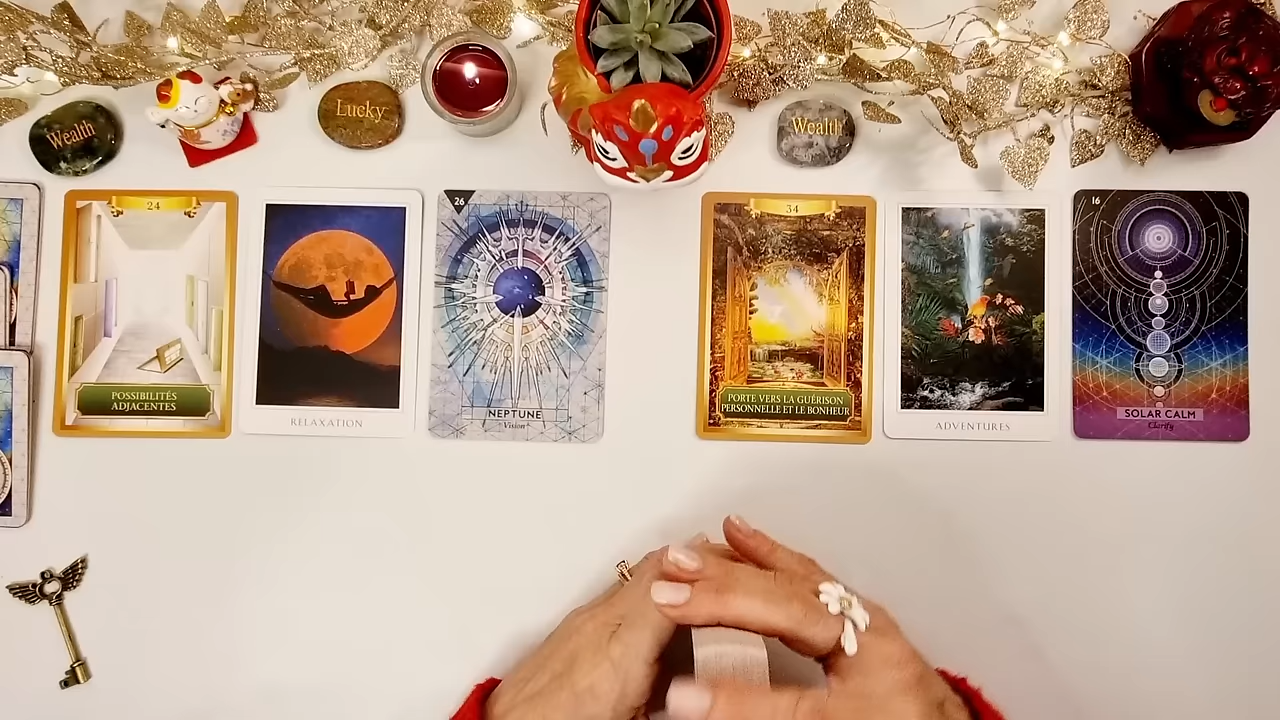 Wealth
Lucky
Wealth
24
POSSIBILITÉS
ADJACENTES
RELAXATION
26
NEPTUNE
Vision
34
PORTE VERS LA GUÉRISON
PERSONNELLE ET LE BONHEUR
ADVENTURES
16
SOLAR CALM
Clarify